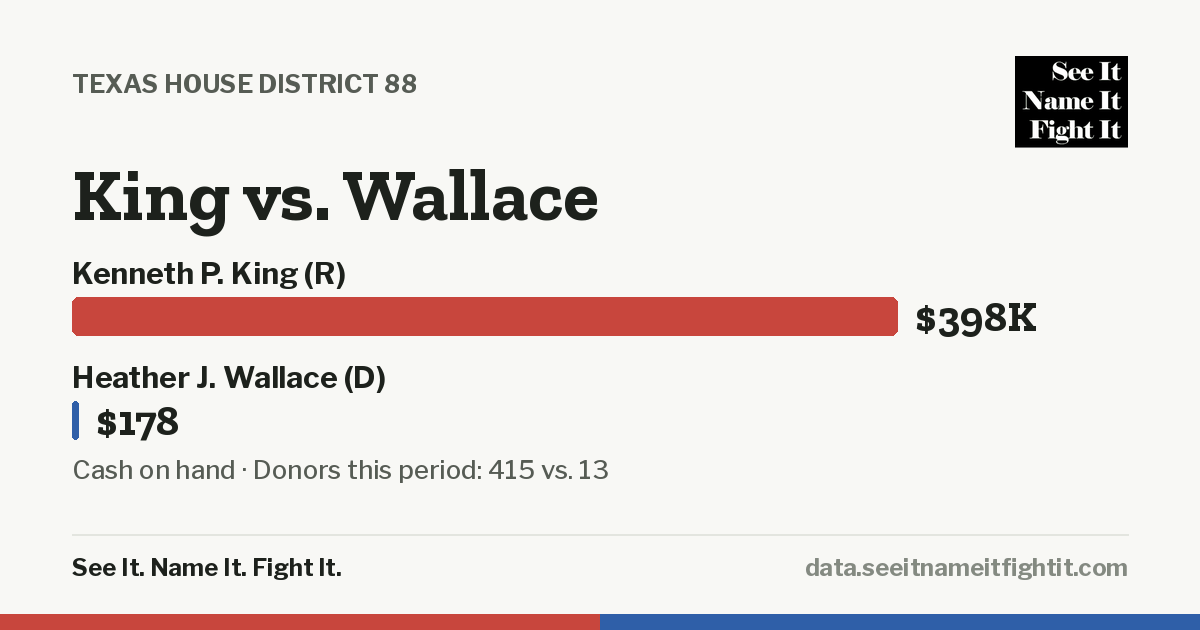 TEXAS HOUSE DISTRICT 88
See It
Name It
Fight It
King vs. Wallace
Kenneth P. King (R)
$398K
Heather J. Wallace (D)
$178
Cash on hand · Donors this period: 415 vs. 13
See It. Name It. Fight It.
data.seeitnameitfightit.com